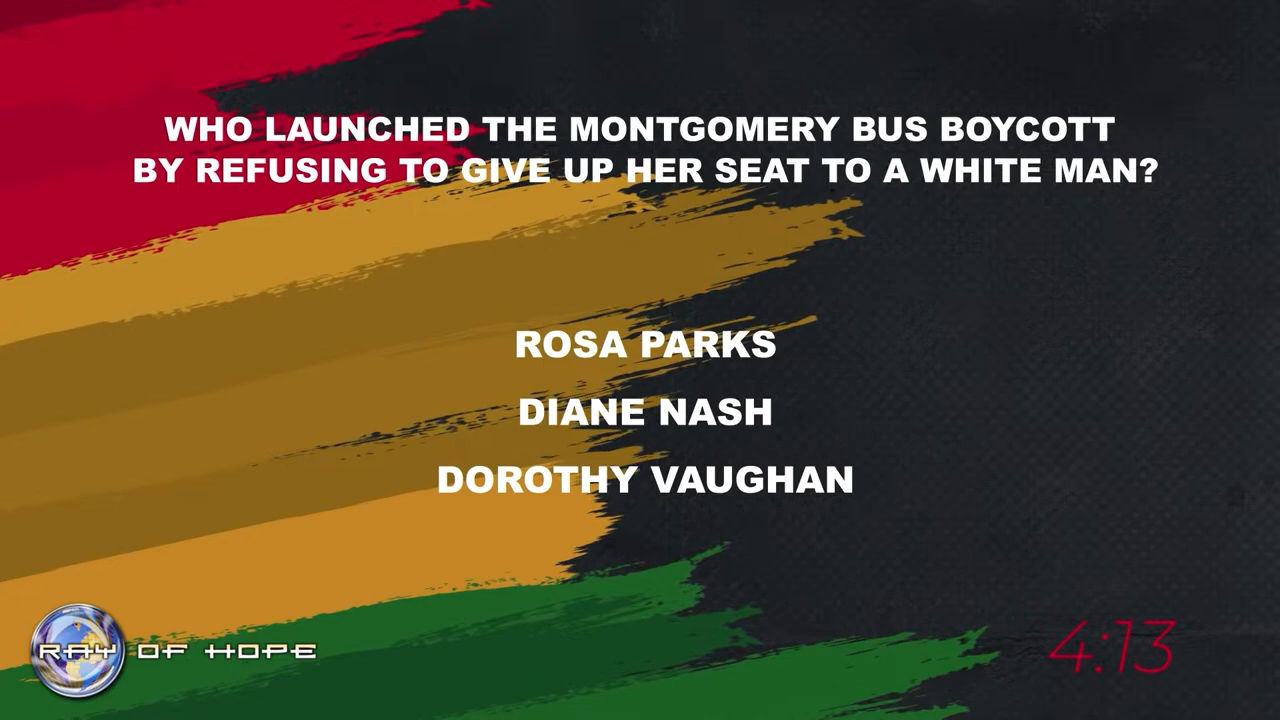 WHO LAUNCHED THE MONTGOMERY BUS BOYCOTT
BY REFUSING TO GIVE UP HER SEAT TO A WHITE MAN?
ROSA PARKS
DIANE NASH
DOROTHY VAUGHAN
RAY OF HOPE
4:13